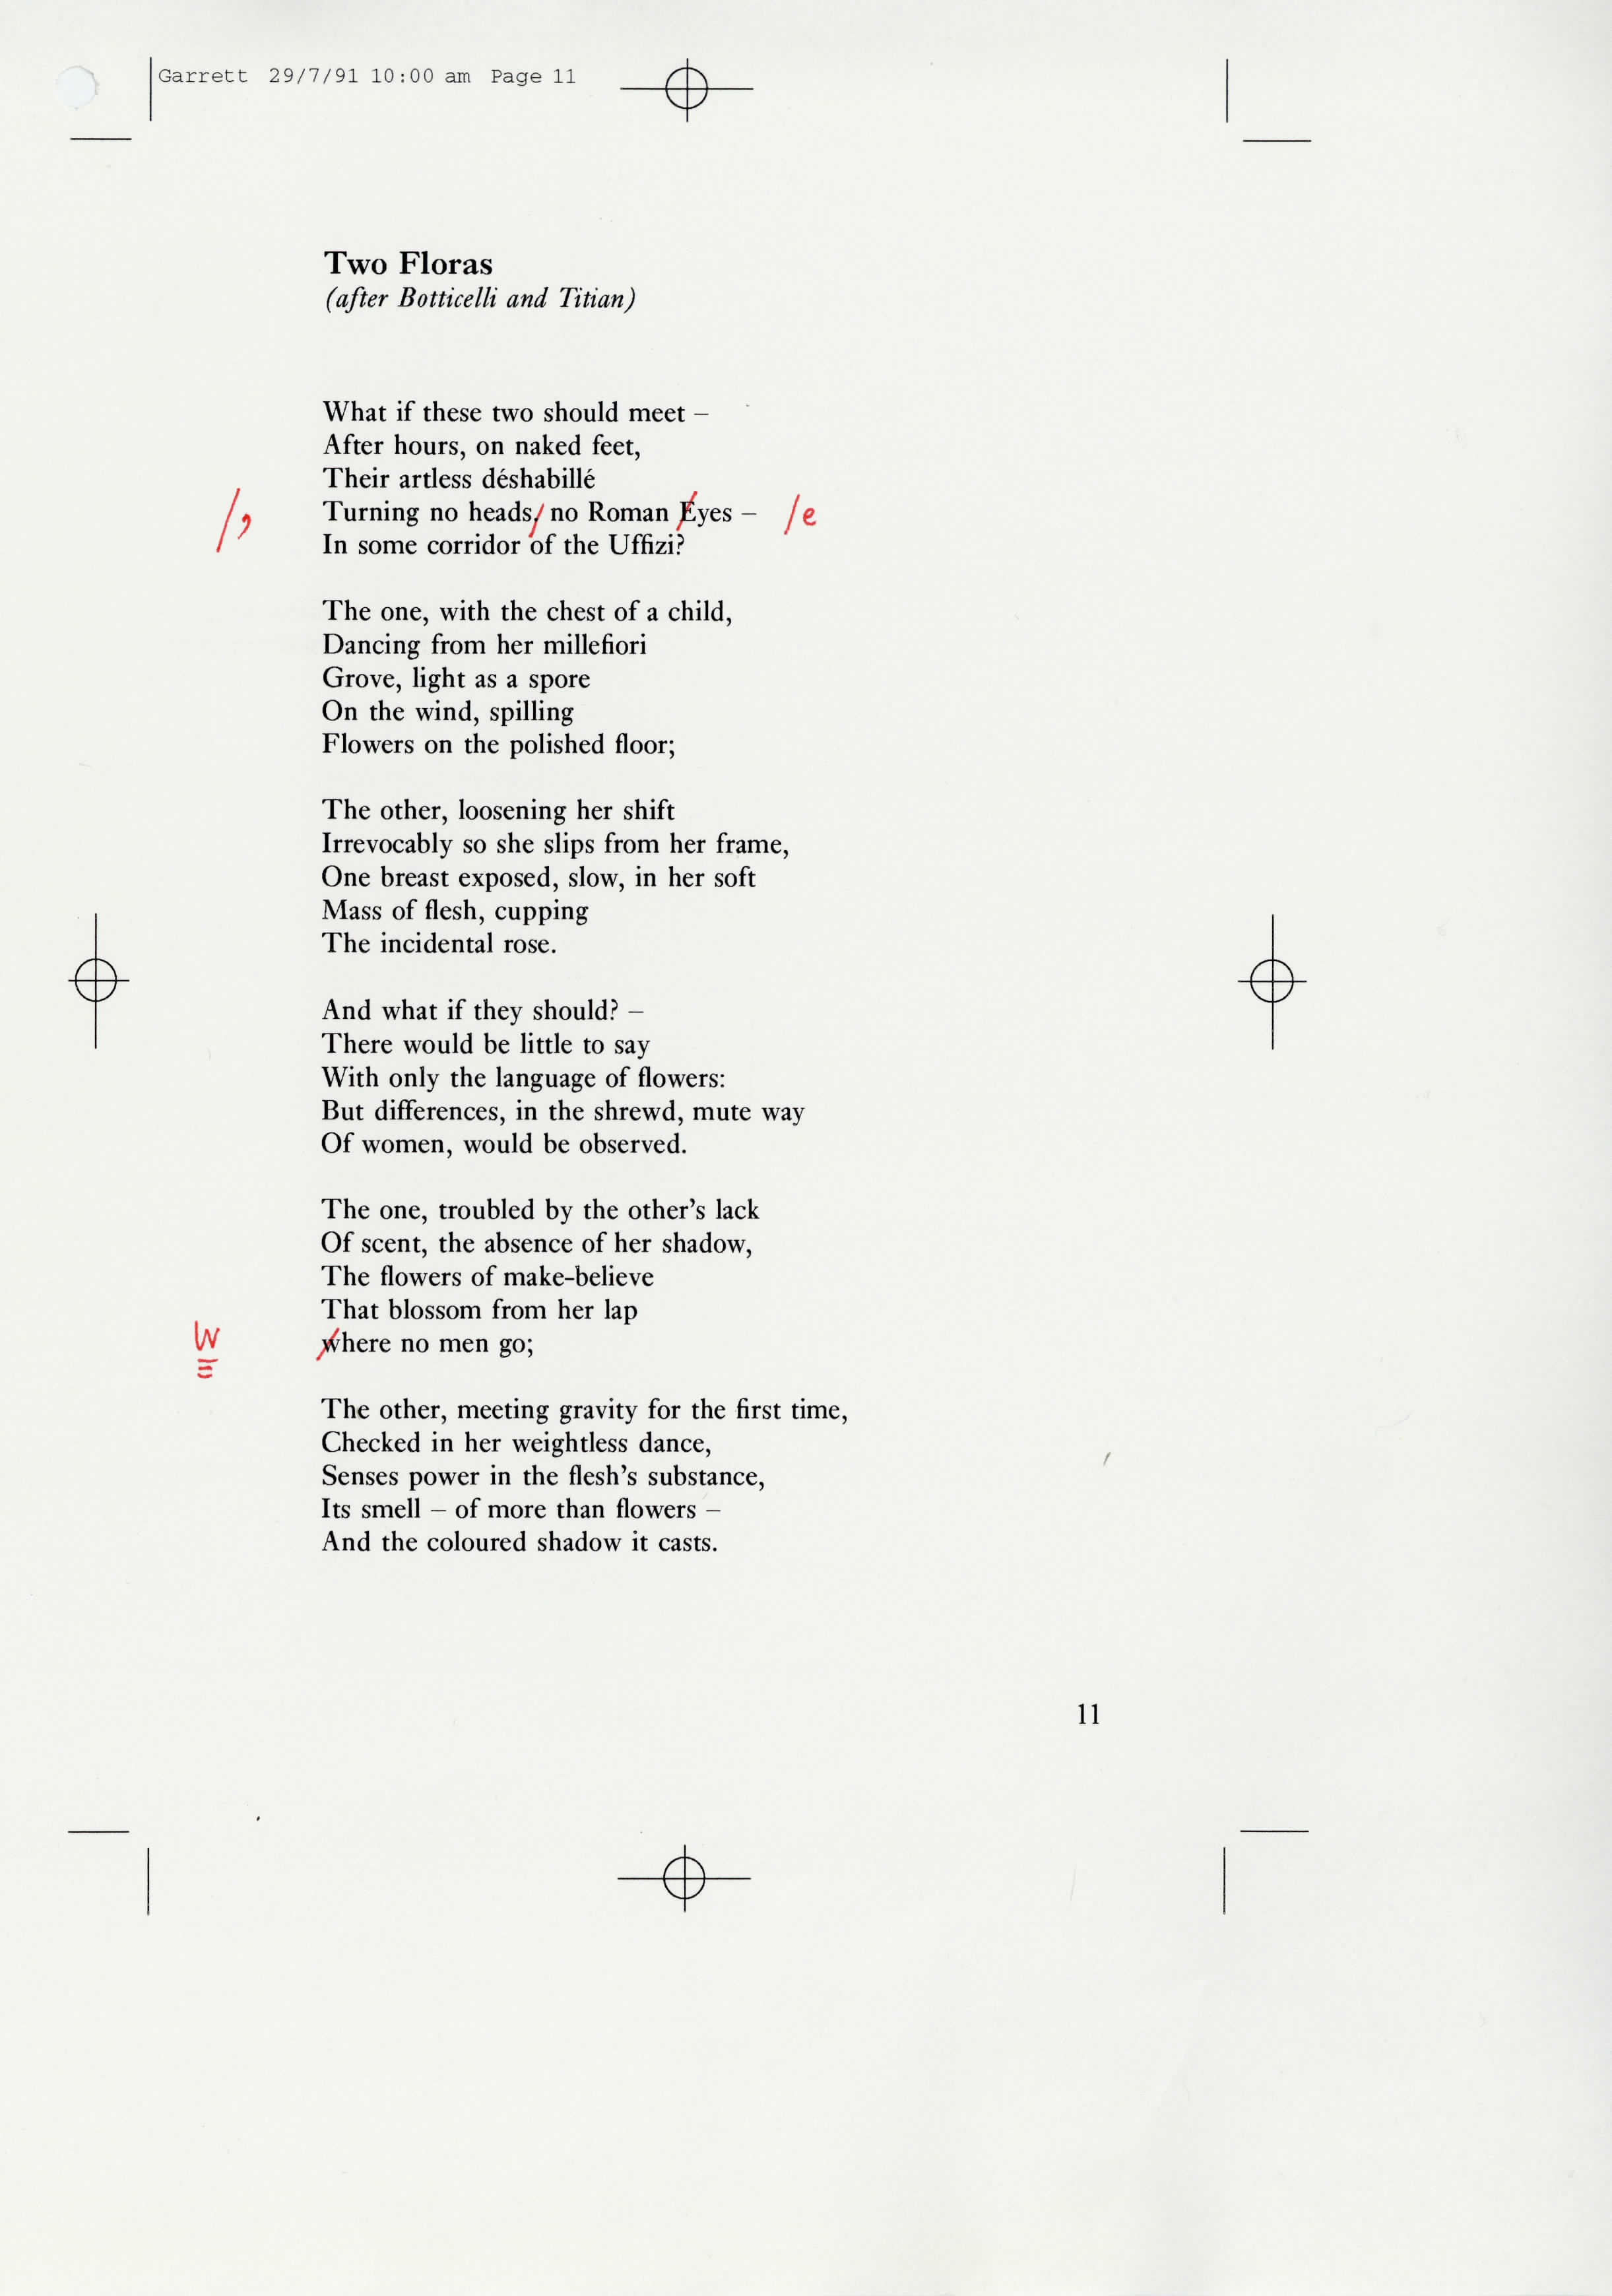 Garrett 29/7/91 10:00 am Page 11
Two Floras
(after Botticelli and Titian)
What if these two should meet –
After hours, on naked feet,
Their artless déshabillé
/, Turning no heads, no Roman Eyes – /e
In some corridor of the Uffizi?
The one, with the chest of a child,
Dancing from her millefiori
Grove, light as a spore
On the wind, spilling
Flowers on the polished floor;
The other, loosening her shift
Irrevocably so she slips from her frame,
One breast exposed, slow, in her soft
Mass of flesh, cupping
The incidental rose.
And what if they should? –
There would be little to say
With only the language of flowers:
But differences, in the shrewd, mute way
Of women, would be observed.
The one, troubled by the other's lack
Of scent, the absence of her shadow,
The flowers of make-believe
That blossom from her lap
W where no men go;
The other, meeting gravity for the first time,
Checked in her weightless dance,
Senses power in the flesh's substance,
Its smell – of more than flowers –
And the coloured shadow it casts.
11